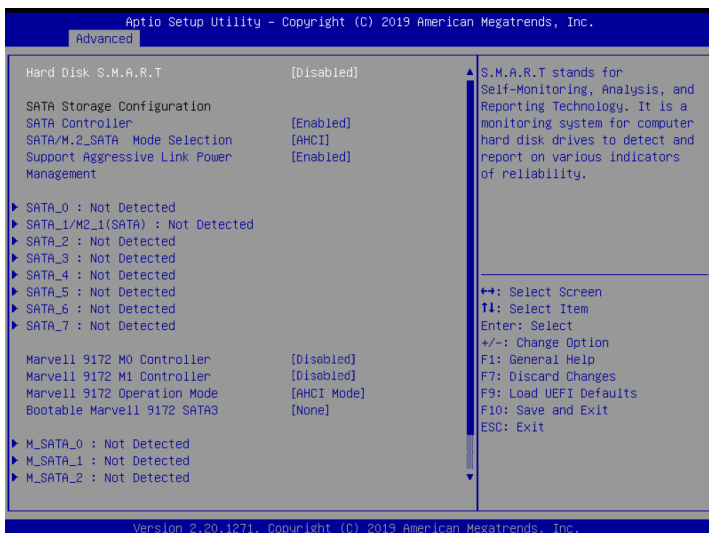 Aptio Setup Utility – Copyright (C) 2019 American Megatrends, Inc.
Advanced
Hard Disk S.M.A.R.T [Disabled]
SATA Storage Configuration
SATA Controller [Enabled]
SATA/M.2_SATA Mode Selection [AHCI]
Support Aggressive Link Power [Enabled]
Management
SATA_0 : Not Detected
SATA_1/M2_1(SATA) : Not Detected
SATA_2 : Not Detected
SATA_3 : Not Detected
SATA_4 : Not Detected
SATA_5 : Not Detected
SATA_6 : Not Detected
SATA_7 : Not Detected
Marvell 9172 M0 Controller [Disabled]
Marvell 9172 M1 Controller [Disabled]
Marvell 9172 Operation Mode [AHCI Mode]
Bootable Marvell 9172 SATA3 [None]
M_SATA_0 : Not Detected
M_SATA_1 : Not Detected
M_SATA_2 : Not Detected
S.M.A.R.T stands for
Self-Monitoring, Analysis, and
Reporting Technology. It is a
monitoring system for computer
hard disk drives to detect and
report on various indicators
of reliability.
↔: Select Screen
↑↓: Select Item
Enter: Select
+/-: Change Option
F1: General Help
F7: Discard Changes
F9: Load UEFI Defaults
F10: Save and Exit
ESC: Exit
Version 2.20.1271. Copyright (C) 2019 American Megatrends, Inc.